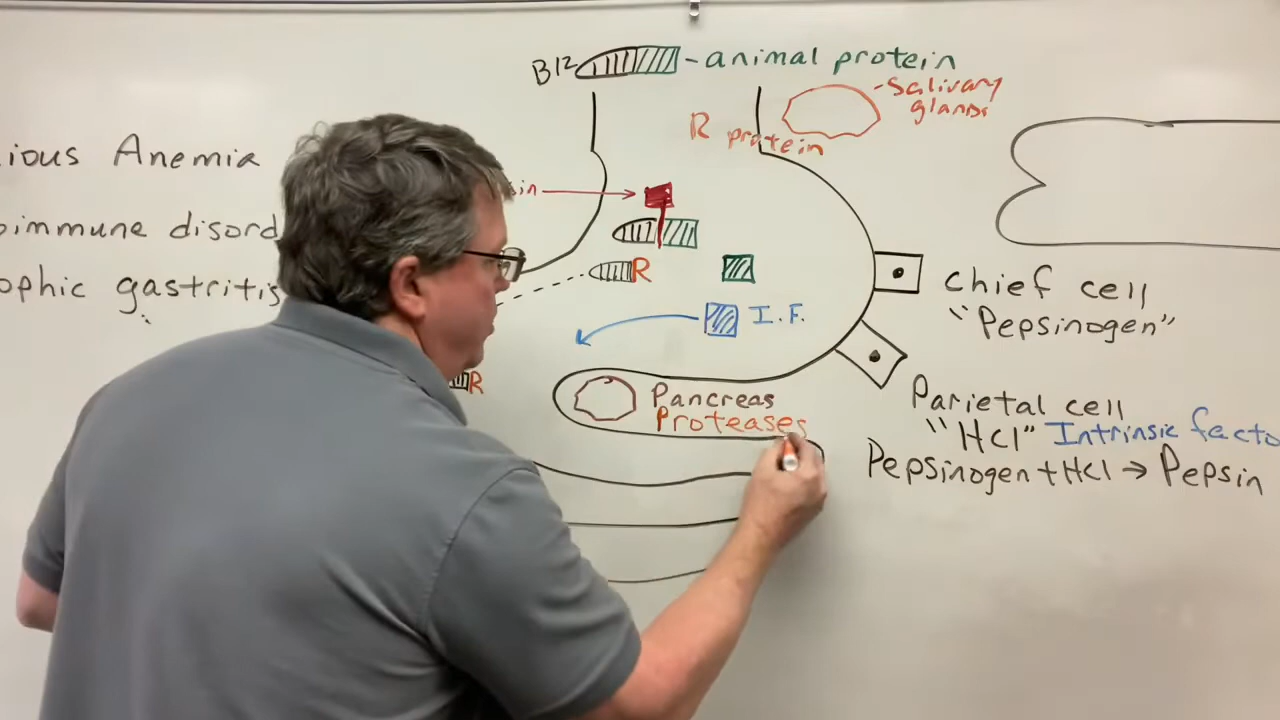 B12 - animal protein
Salivary
glands
R protein
ious Anemia
immune disord
ophic gastritis
in
R
I.F.
chief cell
"Pepsinogen"
Pancreas
Proteases
R
Parietal cell
"HCl" Intrinsic facto
Pepsinogen + HCl → Pepsin